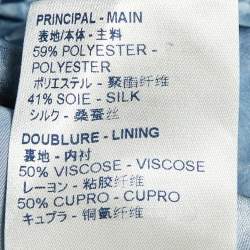 PRINCIPAL - MAIN
表地/本体 - 主料
59% POLYESTER -
POLYESTER
ポリエステル - 聚酯纤维
41% SOIE - SILK
シルク - 桑蚕丝
DOUBLURE - LINING
裏地 - 内衬
50% VISCOSE - VISCOSE
レーヨン - 粘胶纤维
50% CUPRO - CUPRO
キュプラ - 铜氨纤维